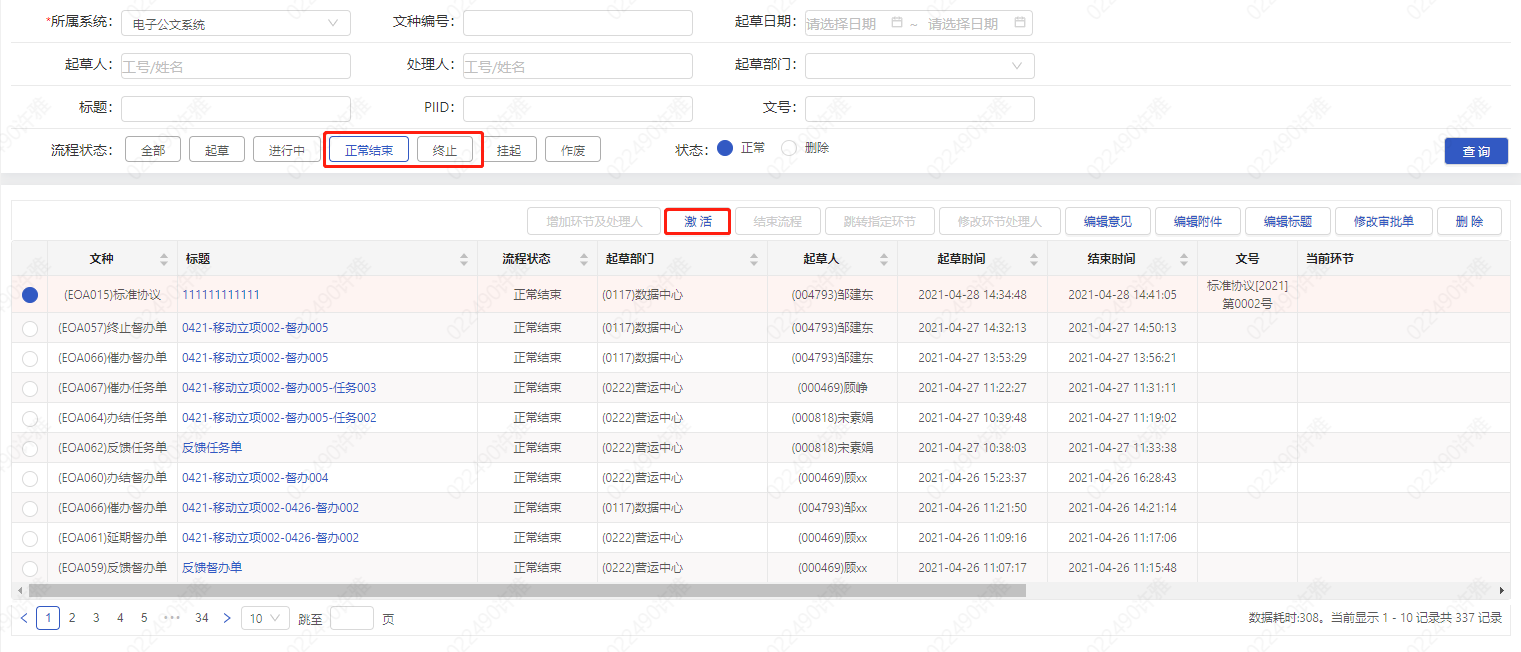 *所属系统： 电子公文系统 文种编号： 起草日期： 请选择日期 ~ 请选择日期
起草人： 工号/姓名 处理人： 工号/姓名 起草部门：
标题： PIID： 文号：
流程状态： 全部 起草 进行中 正常结束 终止 挂起 作废 状态： 正常 删除 查询
增加环节及处理人 激活 结束流程 跳转指定环节 修改环节处理人 编辑意见 编辑附件 编辑标题 修改审批单 删除
文种 标题 流程状态 起草部门 起草人 起草时间 结束时间 文号 当前环节
(EOA015)标准协议 111111111111 正常结束 (0117)数据中心 (004793)邹建东 2021-04-28 14:34:48 2021-04-28 14:41:05 标准协议[2021]
第0002号
(EOA057)终止督办单 0421-移动立项002-督办005 正常结束 (0117)数据中心 (004793)邹建东 2021-04-27 14:32:13 2021-04-27 14:50:13
(EOA066)催办督办单 0421-移动立项002-督办005 正常结束 (0117)数据中心 (004793)邹建东 2021-04-27 13:53:29 2021-04-27 13:56:21
(EOA067)催办任务单 0421-移动立项002-督办005-任务003 正常结束 (0222)营运中心 (000469)顾峥 2021-04-27 11:22:27 2021-04-27 11:31:11
(EOA064)办结任务单 0421-移动立项002-督办005-任务002 正常结束 (0222)营运中心 (000818)宋素娟 2021-04-27 10:39:48 2021-04-27 11:19:02
(EOA062)反馈任务单 反馈任务单 正常结束 (0222)营运中心 (000818)宋素娟 2021-04-27 10:38:03 2021-04-27 11:33:38
(EOA060)办结督办单 0421-移动立项002-督办004 正常结束 (0222)营运中心 (000469)顾xx 2021-04-26 15:23:37 2021-04-26 16:28:43
(EOA066)催办督办单 0421-移动立项002-0426-督办002 正常结束 (0117)数据中心 (004793)邹xx 2021-04-26 11:21:50 2021-04-26 14:21:14
(EOA061)延期督办单 0421-移动立项002-0426-督办002 正常结束 (0222)营运中心 (000469)顾xx 2021-04-26 11:09:16 2021-04-26 11:17:06
(EOA059)反馈督办单 反馈督办单 正常结束 (0222)营运中心 (000469)顾xx 2021-04-26 11:07:17 2021-04-26 11:15:48
< 1 2 3 4 5 ••• 34 > 10 跳至 页 数据耗时:308。当前显示 1 - 10 记录共 337 记录
022490许雅